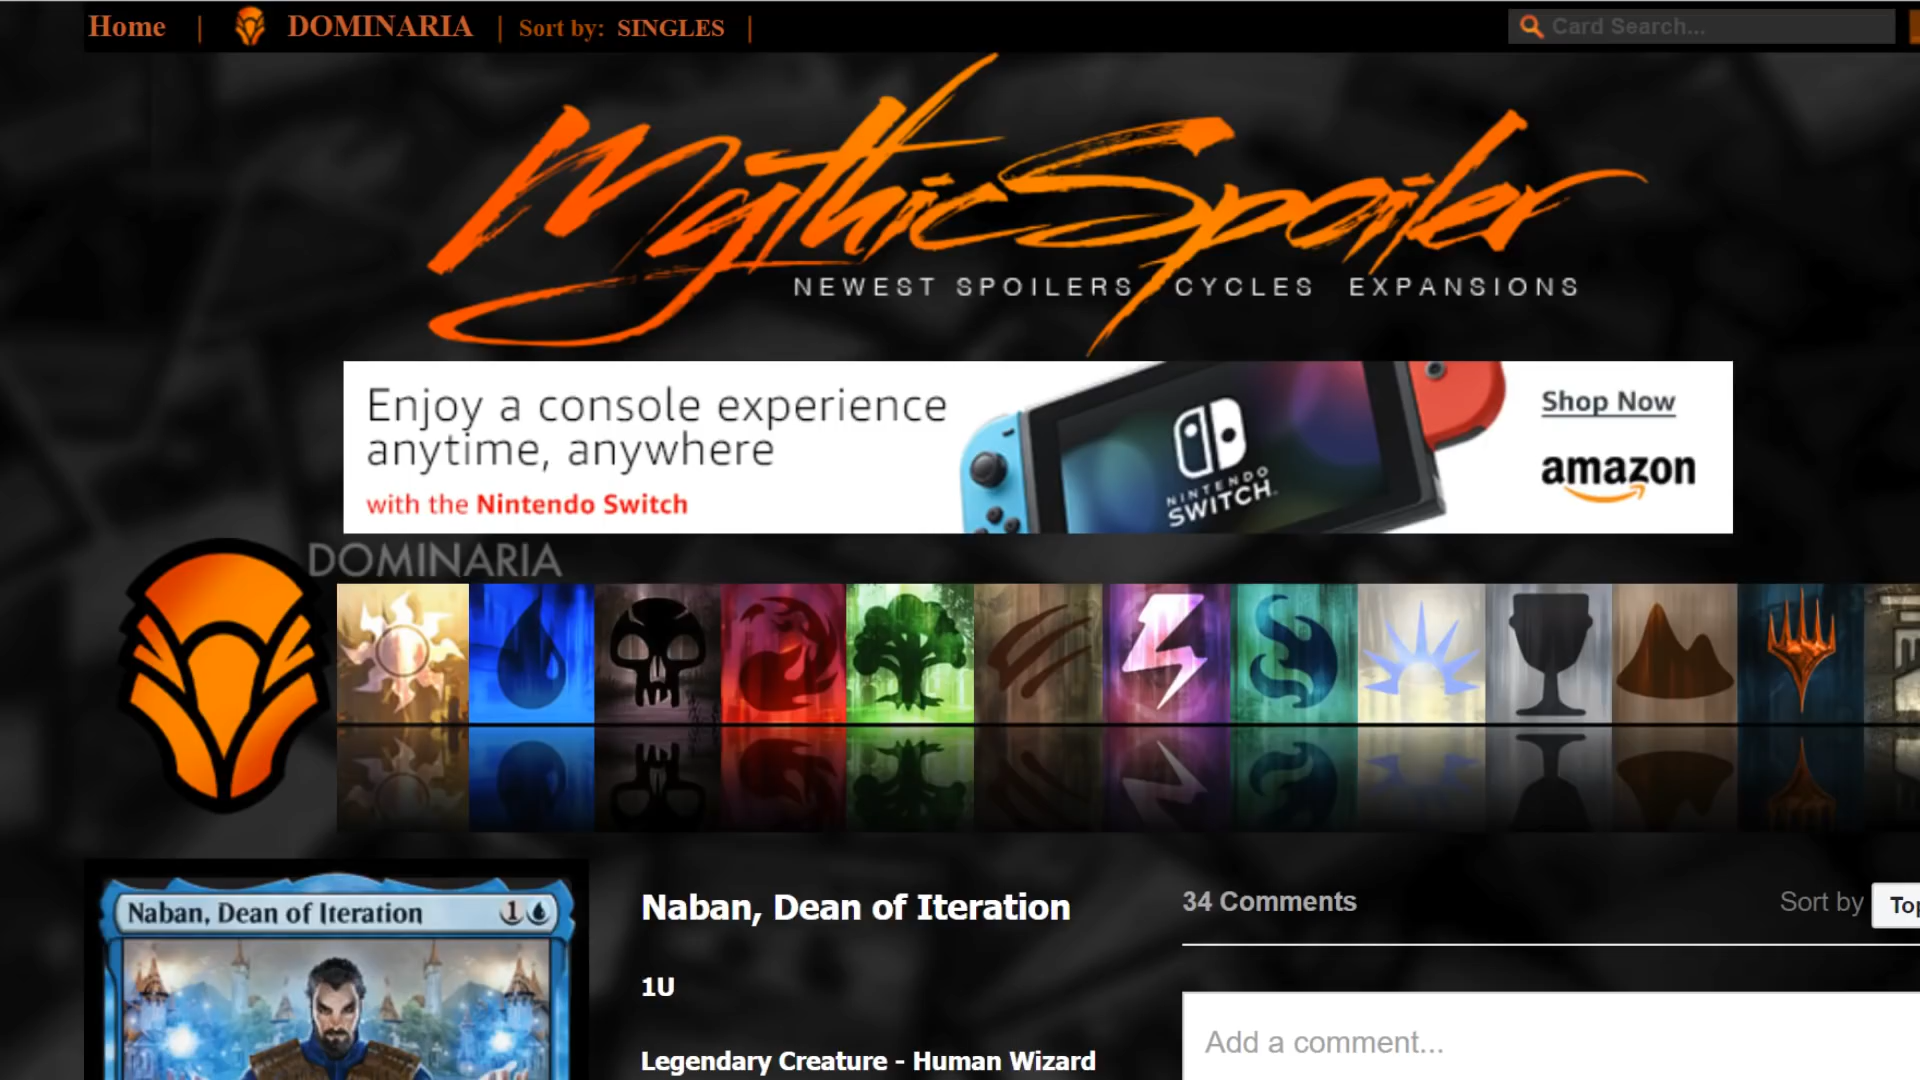 Home | DOMINARIA | Sort by: SINGLES |
Card Search...
MythicSpoiler
NEWEST SPOILERS CYCLES EXPANSIONS
Enjoy a console experience
anytime, anywhere
with the Nintendo Switch
NINTENDO
SWITCH
Shop Now
amazon
DOMINARIA
Naban, Dean of Iteration 1
Naban, Dean of Iteration
1U
Legendary Creature - Human Wizard
34 Comments
Sort by
Add a comment...